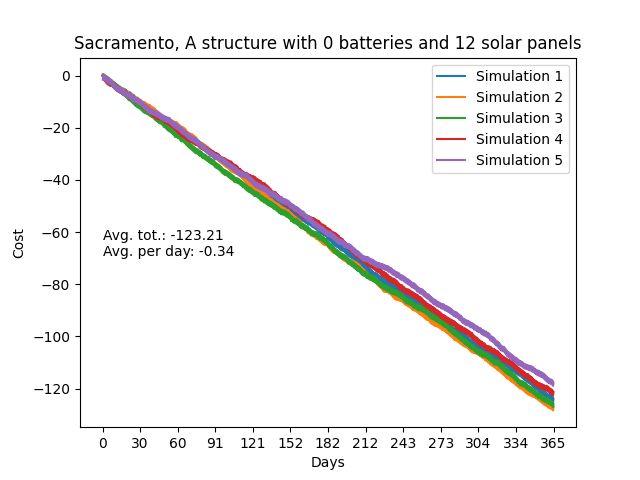 Sacramento, A structure with 0 batteries and 12 solar panels
Simulation 1
Simulation 2
Simulation 3
Simulation 4
Simulation 5
0
−20
−40
−60
−80
−100
−120
Cost
Avg. tot.: -123.21
Avg. per day: -0.34
0 30 60 91 121 152 182 212 243 273 304 334 365
Days